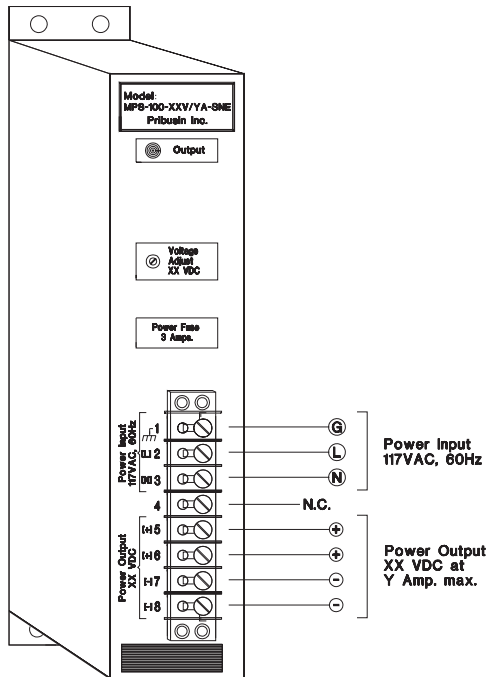 Model:
MPS-100-XXV/YA-SNE
Pribusin Inc.
Output
Voltage
Adjust
XX VDC
Power Fuse
3 Amps.
Power Input
117VAC, 60Hz
1
[L] 2
[N] 3
4
Power Output
XX VDC
[+] 5
[+] 6
[-] 7
[-] 8
G
L
N
N.C.
+
+
-
-
Power Input
117VAC, 60Hz
Power Output
XX VDC at
Y Amp. max.